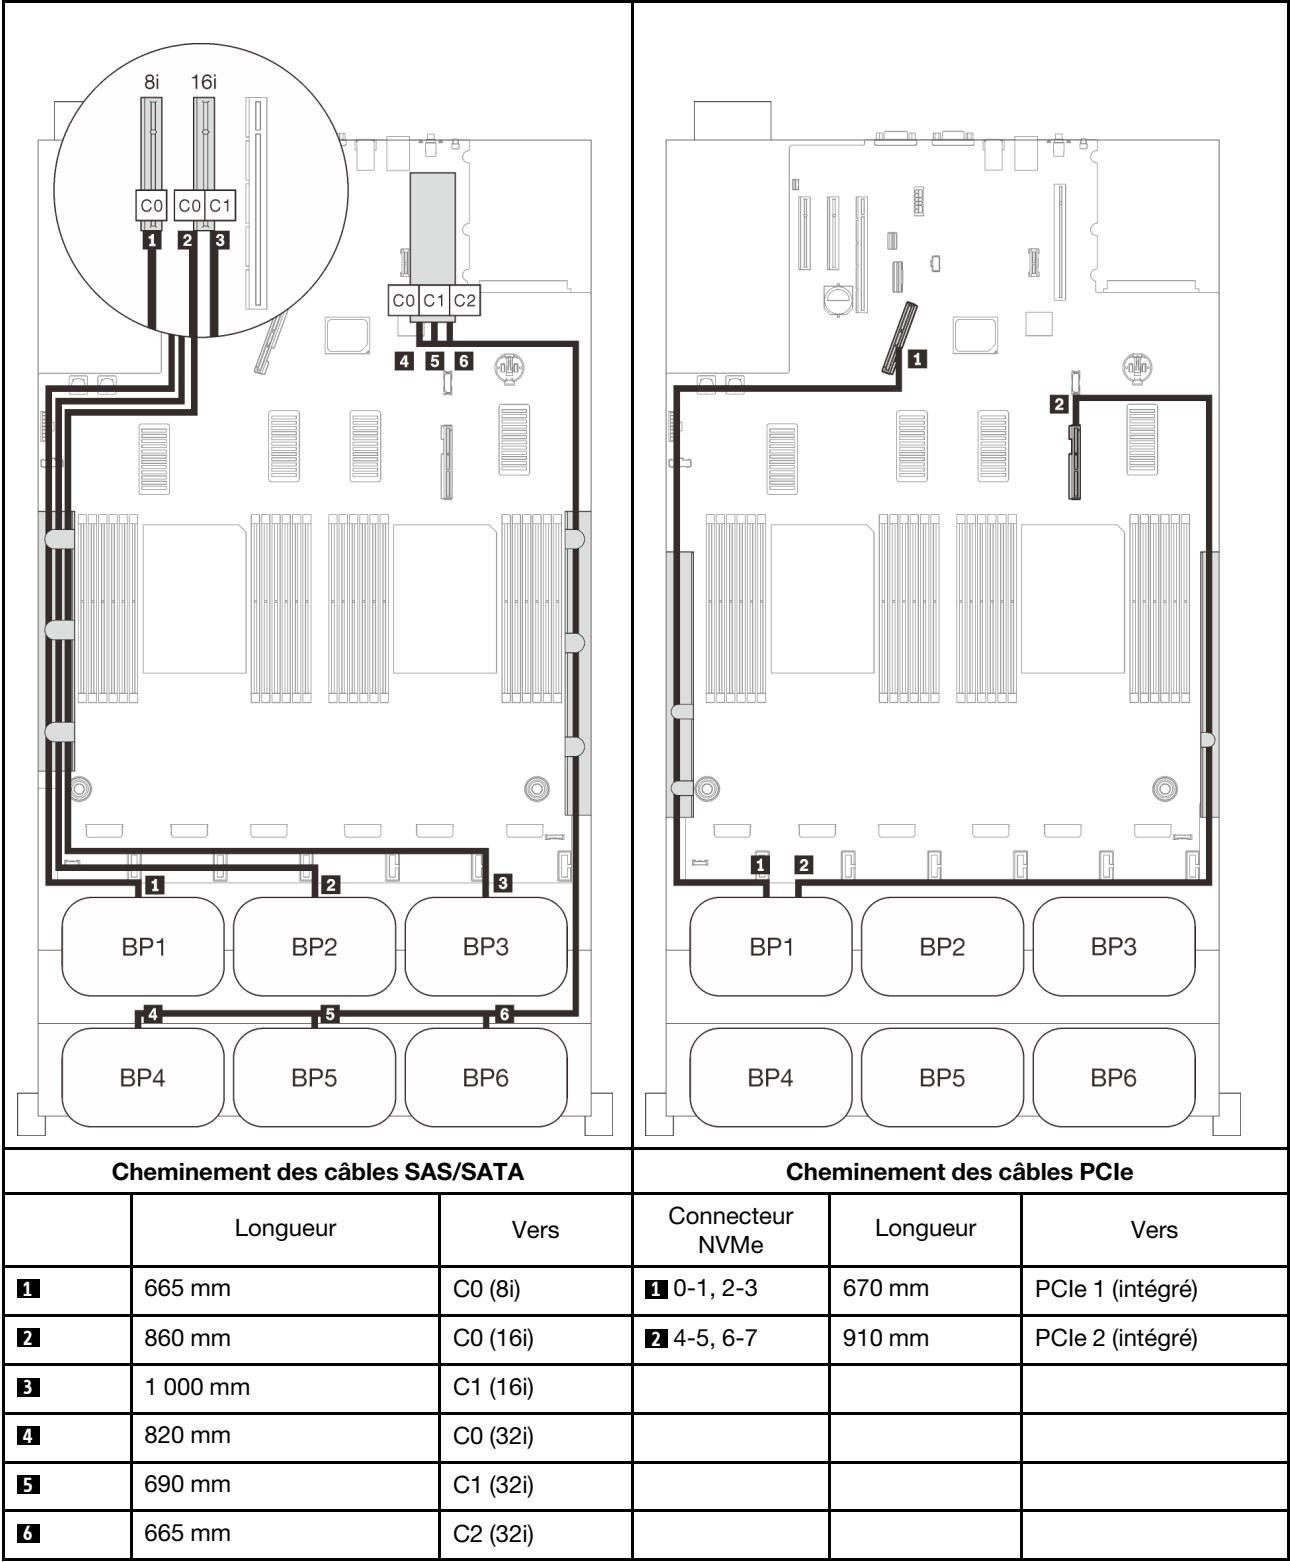 8i 16i
C0 C0 C1
1 2 3
C0 C1 C2
4 5 6
1 2 3
BP1 BP2 BP3
4 5 6
BP4 BP5 BP6
1
2
1 2
BP1 BP2 BP3
BP4 BP5 BP6
Cheminement des câbles SAS/SATA Cheminement des câbles PCIe
Longueur Vers Connecteur NVMe Longueur Vers
1 665 mm C0 (8i) 1 0-1, 2-3 670 mm PCIe 1 (intégré)
2 860 mm C0 (16i) 2 4-5, 6-7 910 mm PCIe 2 (intégré)
3 1 000 mm C1 (16i)
4 820 mm C0 (32i)
5 690 mm C1 (32i)
6 665 mm C2 (32i)